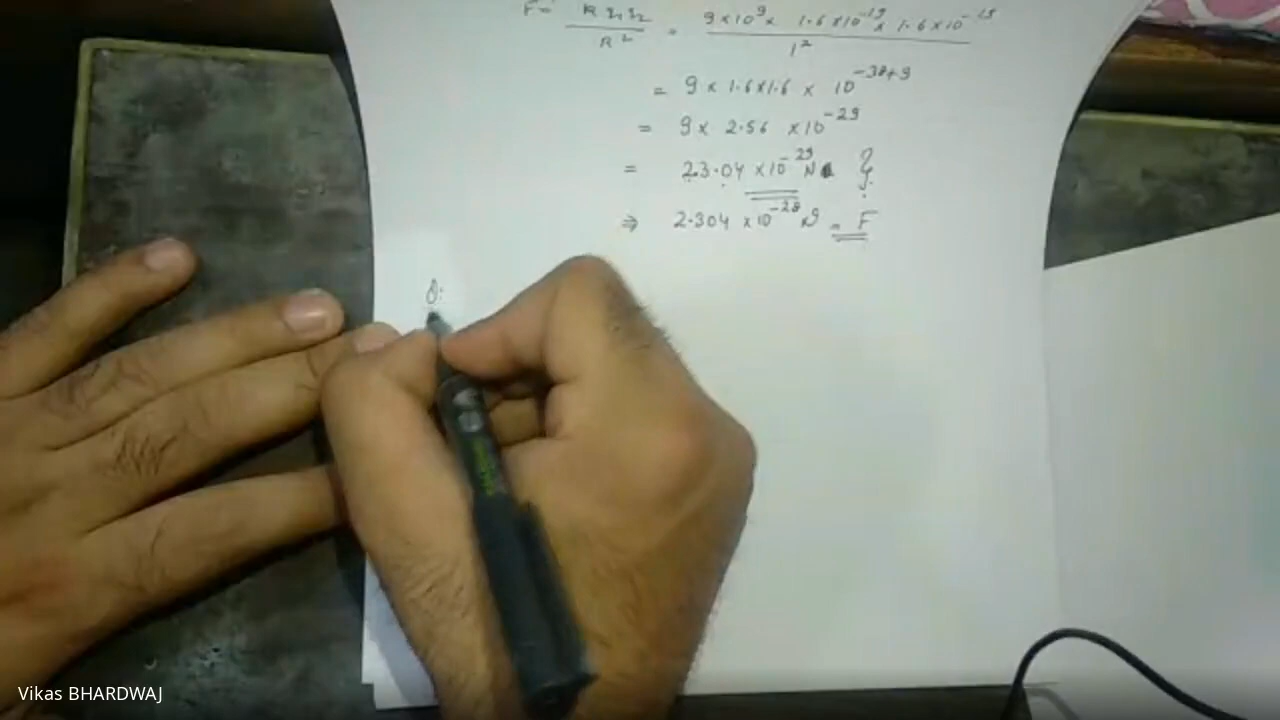 F = K q₁q₂ / R² = 9×10⁹ × 1.6×10⁻¹⁹ × 1.6×10⁻¹⁹ / 1²
= 9 × 1.6×1.6 × 10⁻³⁸⁺⁹
= 9 × 2.56 ×10⁻²⁹
= 23.04 ×10⁻²⁹ N
⇒ 2.304 ×10⁻²⁸ N = F
Q:
Vikas BHARDWAJ